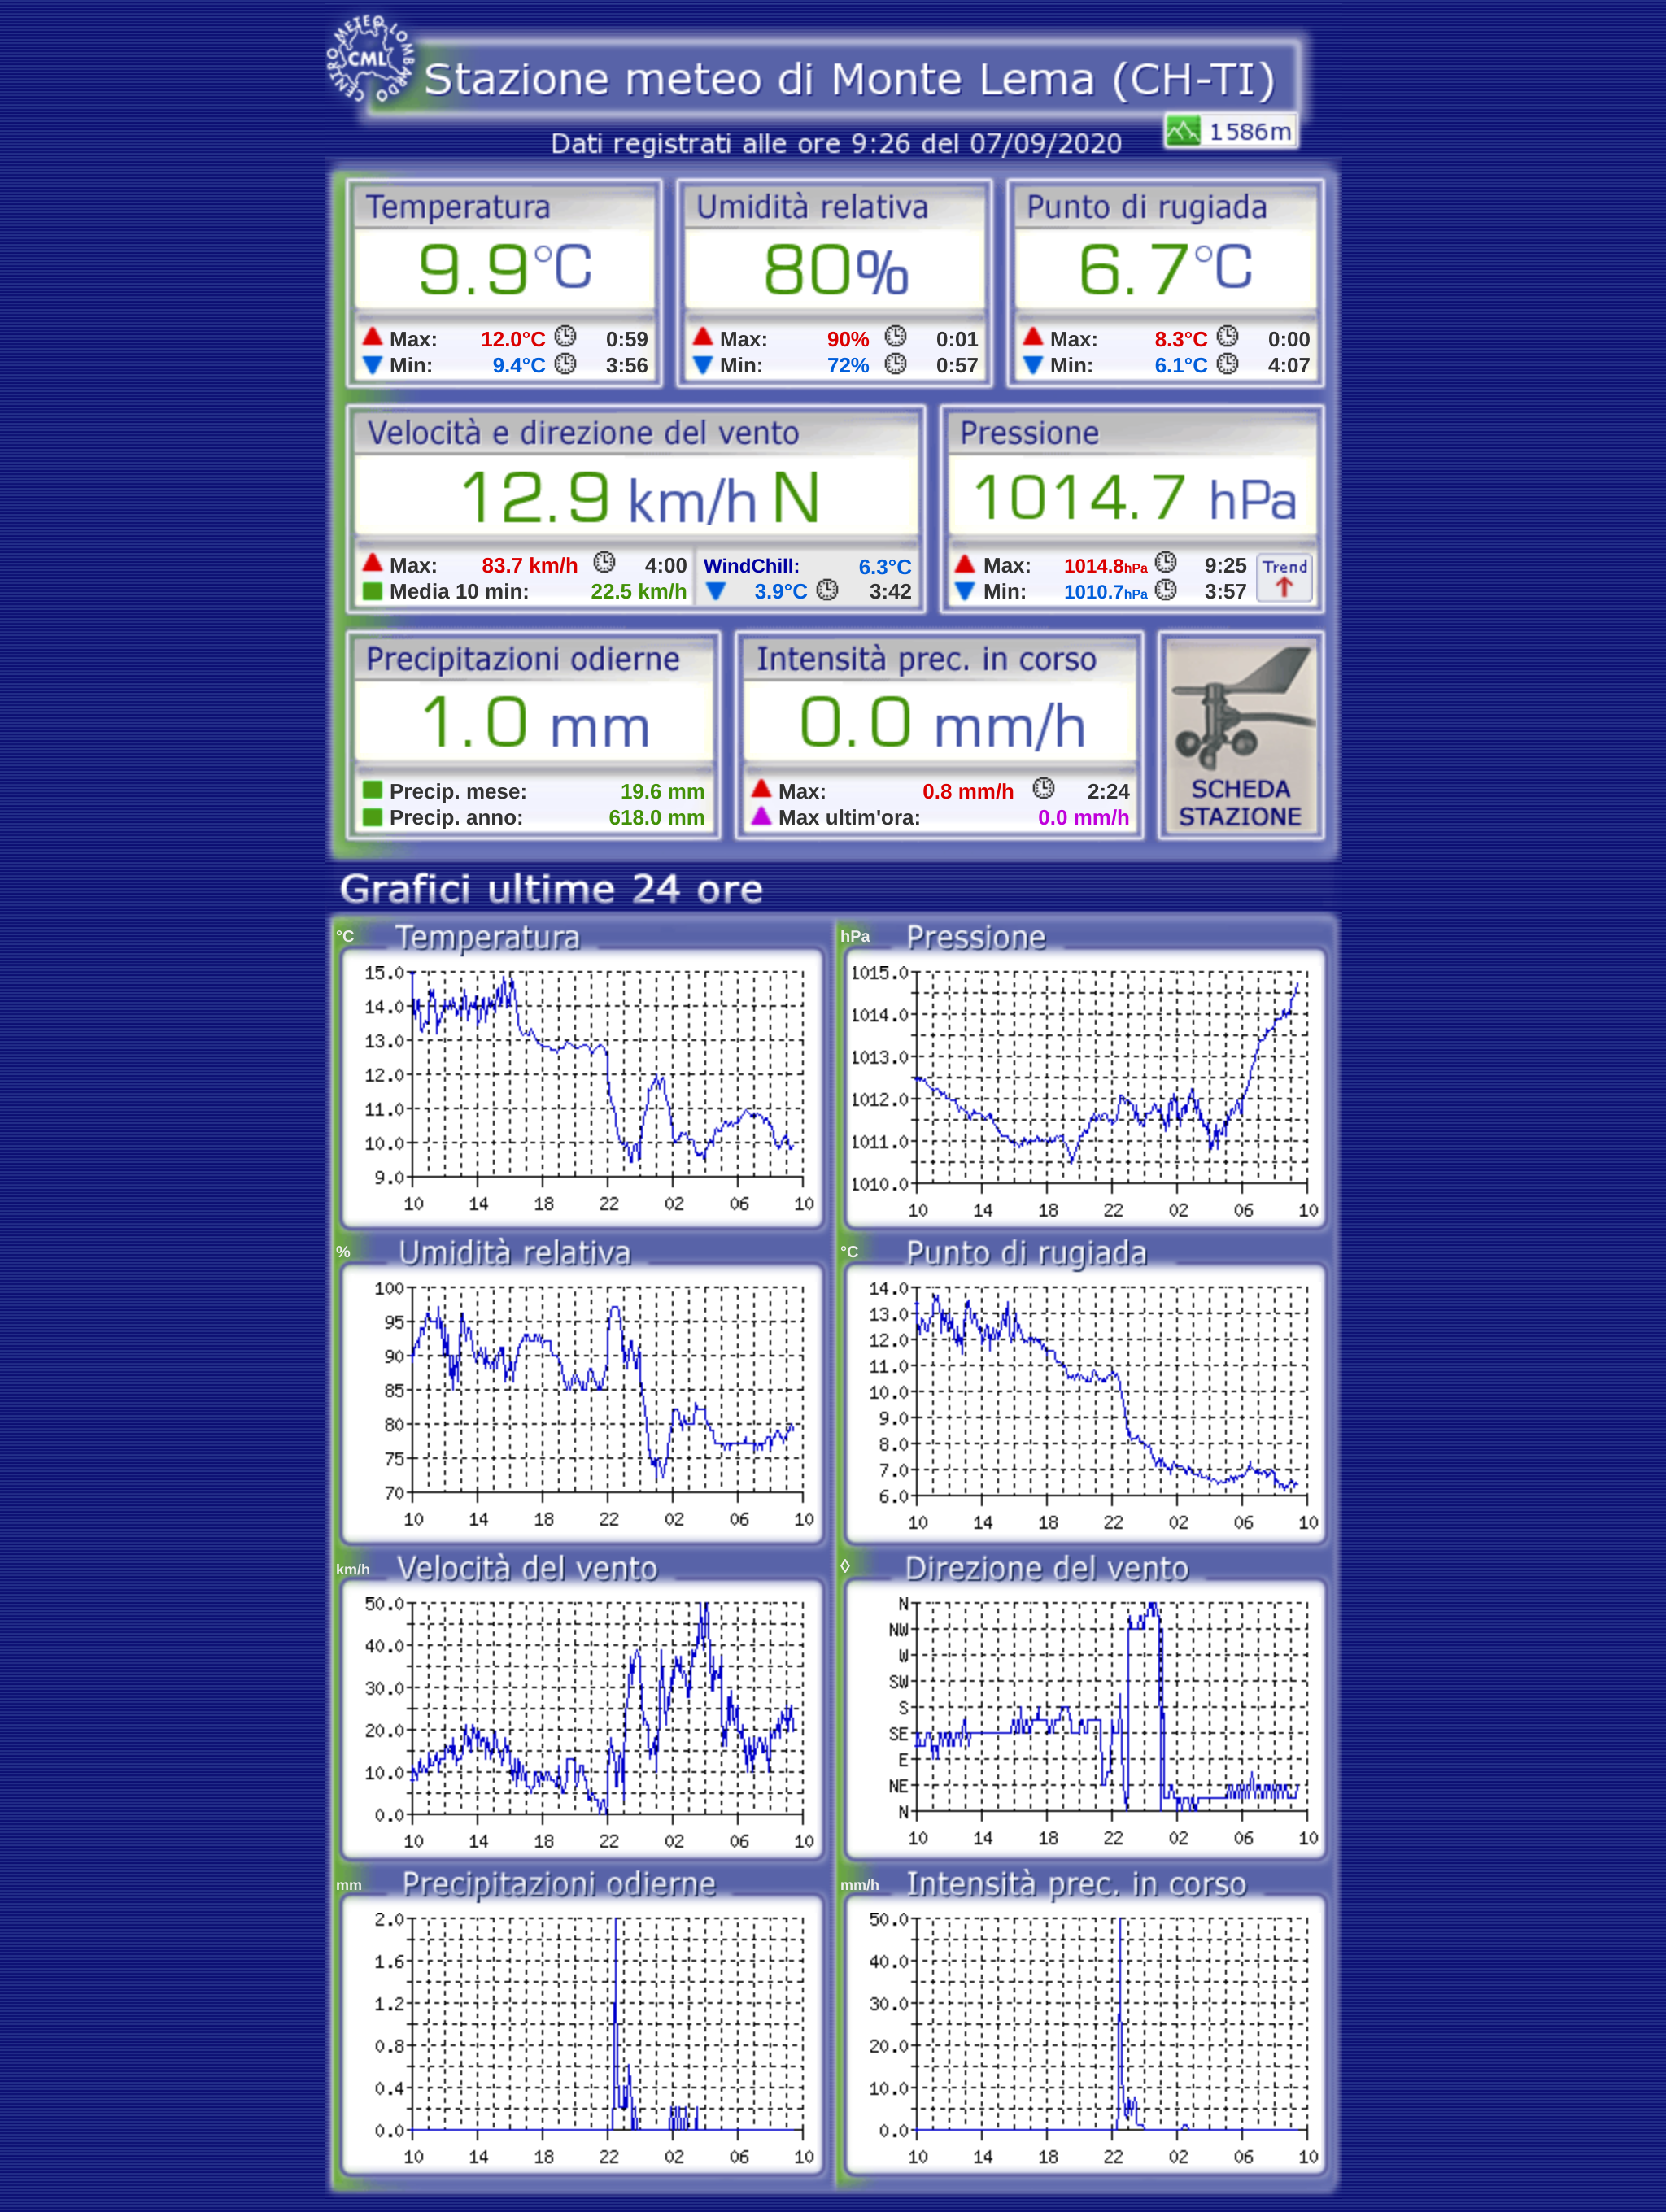 CENTRO METEO LOMBARDO
CML
Stazione meteo di Monte Lema (CH-TI)
1586m
Dati registrati alle ore 9:26 del 07/09/2020
Temperatura Umidità relativa Punto di rugiada
9.9°C 80% 6.7°C
Max: 12.0°C 0:59 Max: 90% 0:01 Max: 8.3°C 0:00
Min: 9.4°C 3:56 Min: 72% 0:57 Min: 6.1°C 4:07
Velocità e direzione del vento Pressione
12.9 km/h N 1014.7 hPa
Max: 83.7 km/h 4:00 WindChill: 6.3°C Max: 1014.8hPa 9:25 Trend
Media 10 min: 22.5 km/h 3.9°C 3:42 Min: 1010.7hPa 3:57
Precipitazioni odierne Intensità prec. in corso
1.0 mm 0.0 mm/h
Precip. mese: 19.6 mm Max: 0.8 mm/h 2:24 SCHEDA
Precip. anno: 618.0 mm Max ultim'ora: 0.0 mm/h STAZIONE
Grafici ultime 24 ore
°C Temperatura
15.0
14.0
13.0
12.0
11.0
10.0
9.0
10 14 18 22 02 06 10
hPa Pressione
1015.0
1014.0
1013.0
1012.0
1011.0
1010.0
10 14 18 22 02 06 10
% Umidità relativa
100
95
90
85
80
75
70
10 14 18 22 02 06 10
°C Punto di rugiada
14.0
13.0
12.0
11.0
10.0
9.0
8.0
7.0
6.0
10 14 18 22 02 06 10
km/h Velocità del vento
50.0
40.0
30.0
20.0
10.0
0.0
10 14 18 22 02 06 10
◊ Direzione del vento
N
NW
W
SW
S
SE
E
NE
N
10 14 18 22 02 06 10
mm Precipitazioni odierne
2.0
1.6
1.2
0.8
0.4
0.0
10 14 18 22 02 06 10
mm/h Intensità prec. in corso
50.0
40.0
30.0
20.0
10.0
0.0
10 14 18 22 02 06 10